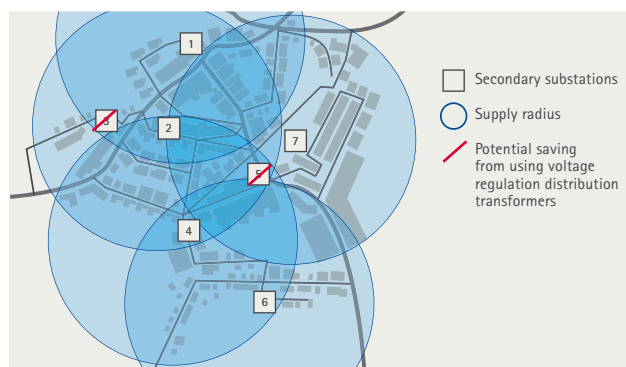 1
3
2
7
5
4
6
Secondary substations
Supply radius
Potential saving
from using voltage
regulation distribution
transformers